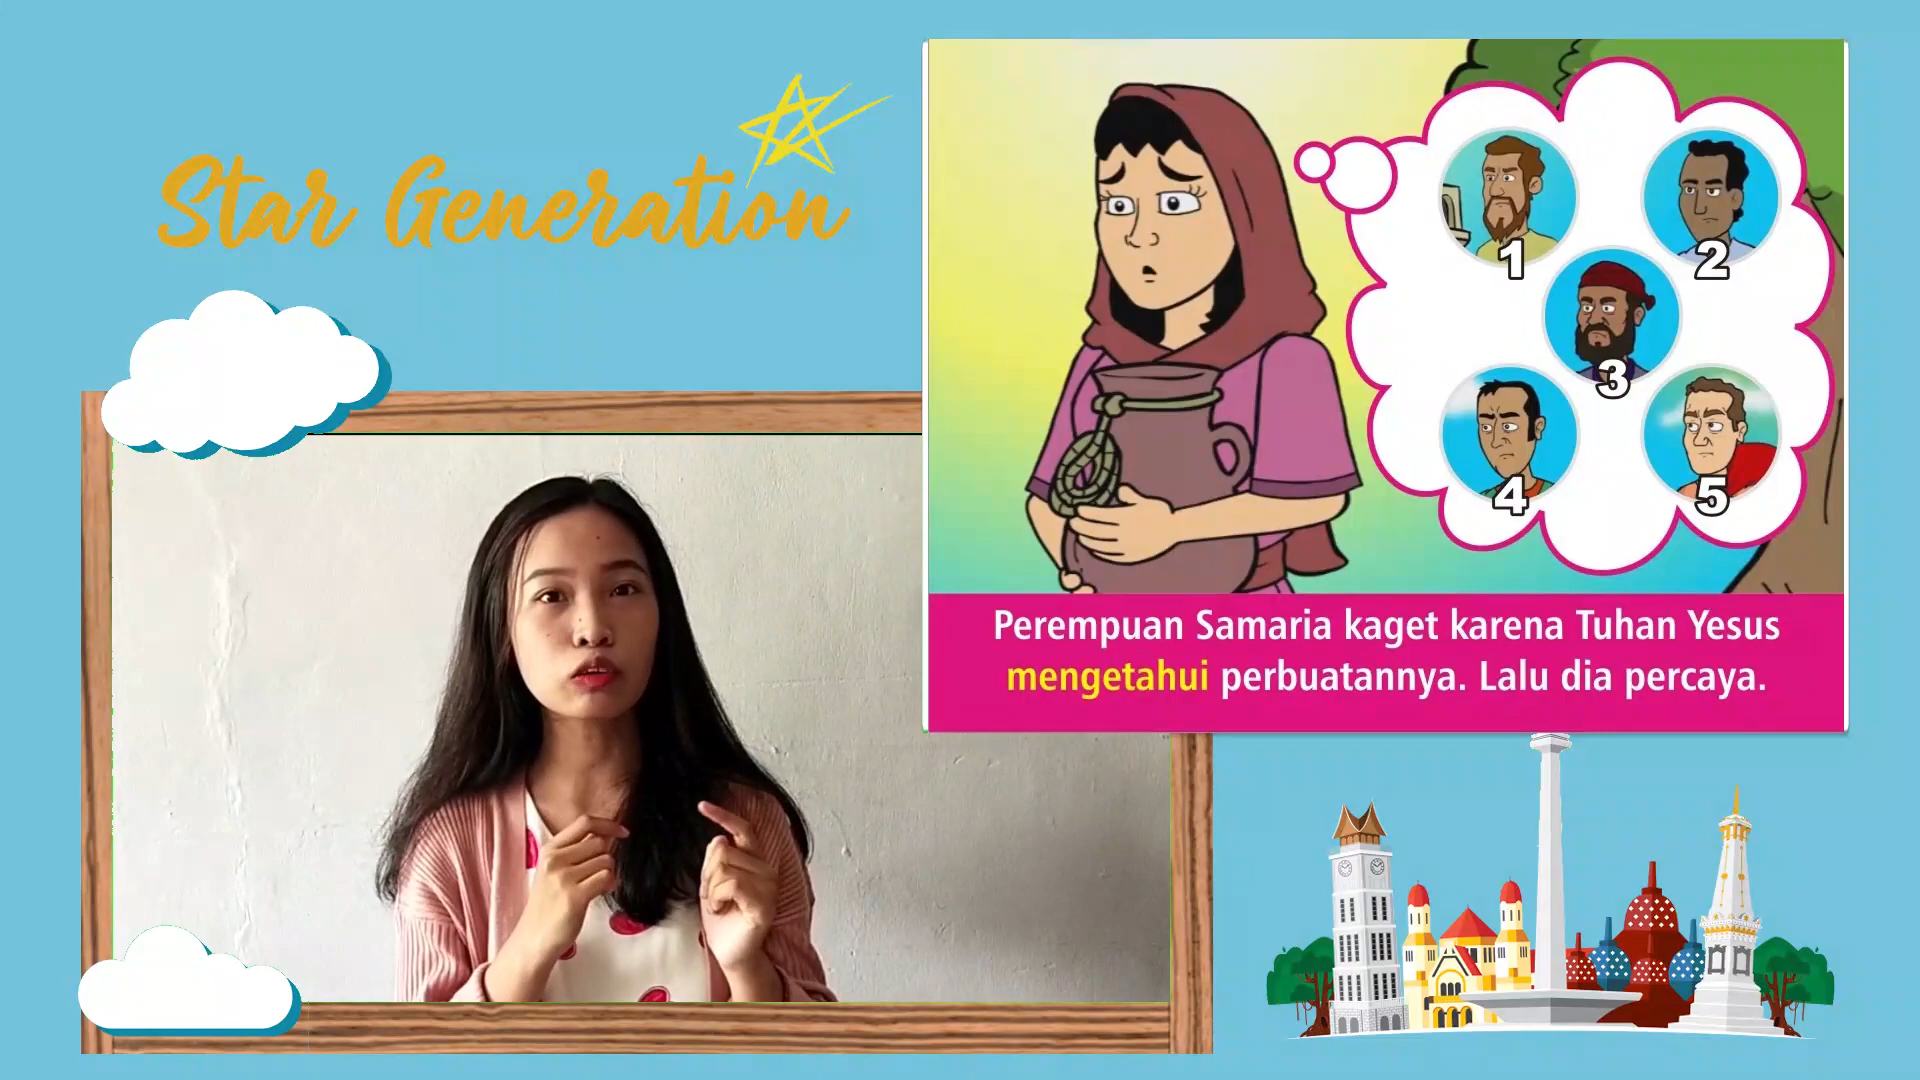 Star Generation
1
2
3
4
5
Perempuan Samaria kaget karena Tuhan Yesus
mengetahui perbuatannya. Lalu dia percaya.